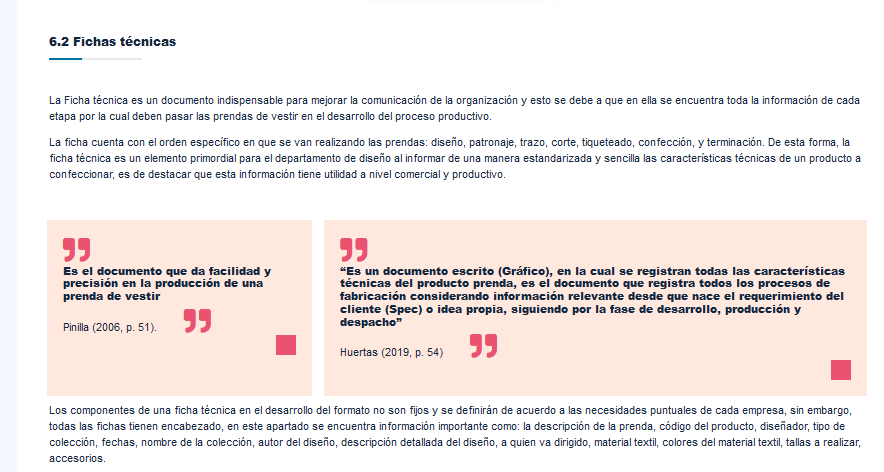 6.2 Fichas técnicas
La Ficha técnica es un documento indispensable para mejorar la comunicación de la organización y esto se debe a que en ella se encuentra toda la información de cada
etapa por la cual deben pasar las prendas de vestir en el desarrollo del proceso productivo.
La ficha cuenta con el orden específico en que se van realizando las prendas: diseño, patronaje, trazo, corte, tiqueteado, confección, y terminación. De esta forma, la
ficha técnica es un elemento primordial para el departamento de diseño al informar de una manera estandarizada y sencilla las características técnicas de un producto a
confeccionar, es de destacar que esta información tiene utilidad a nivel comercial y productivo.
Es el documento que da facilidad y
precisión en la producción de una
prenda de vestir
Pinilla (2006, p. 51).
“Es un documento escrito (Gráfico), en la cual se registran todas las características
técnicas del producto prenda, es el documento que registra todos los procesos de
fabricación considerando información relevante desde que nace el requerimiento del
cliente (Spec) o idea propia, siguiendo por la fase de desarrollo, producción y
despacho”
Huertas (2019, p. 54)
Los componentes de una ficha técnica en el desarrollo del formato no son fijos y se definirán de acuerdo a las necesidades puntuales de cada empresa, sin embargo,
todas las fichas tienen encabezado, en este apartado se encuentra información importante como: la descripción de la prenda, código del producto, diseñador, tipo de
colección, fechas, nombre de la colección, autor del diseño, descripción detallada del diseño, a quien va dirigido, material textil, colores del material textil, tallas a realizar,
accesorios.